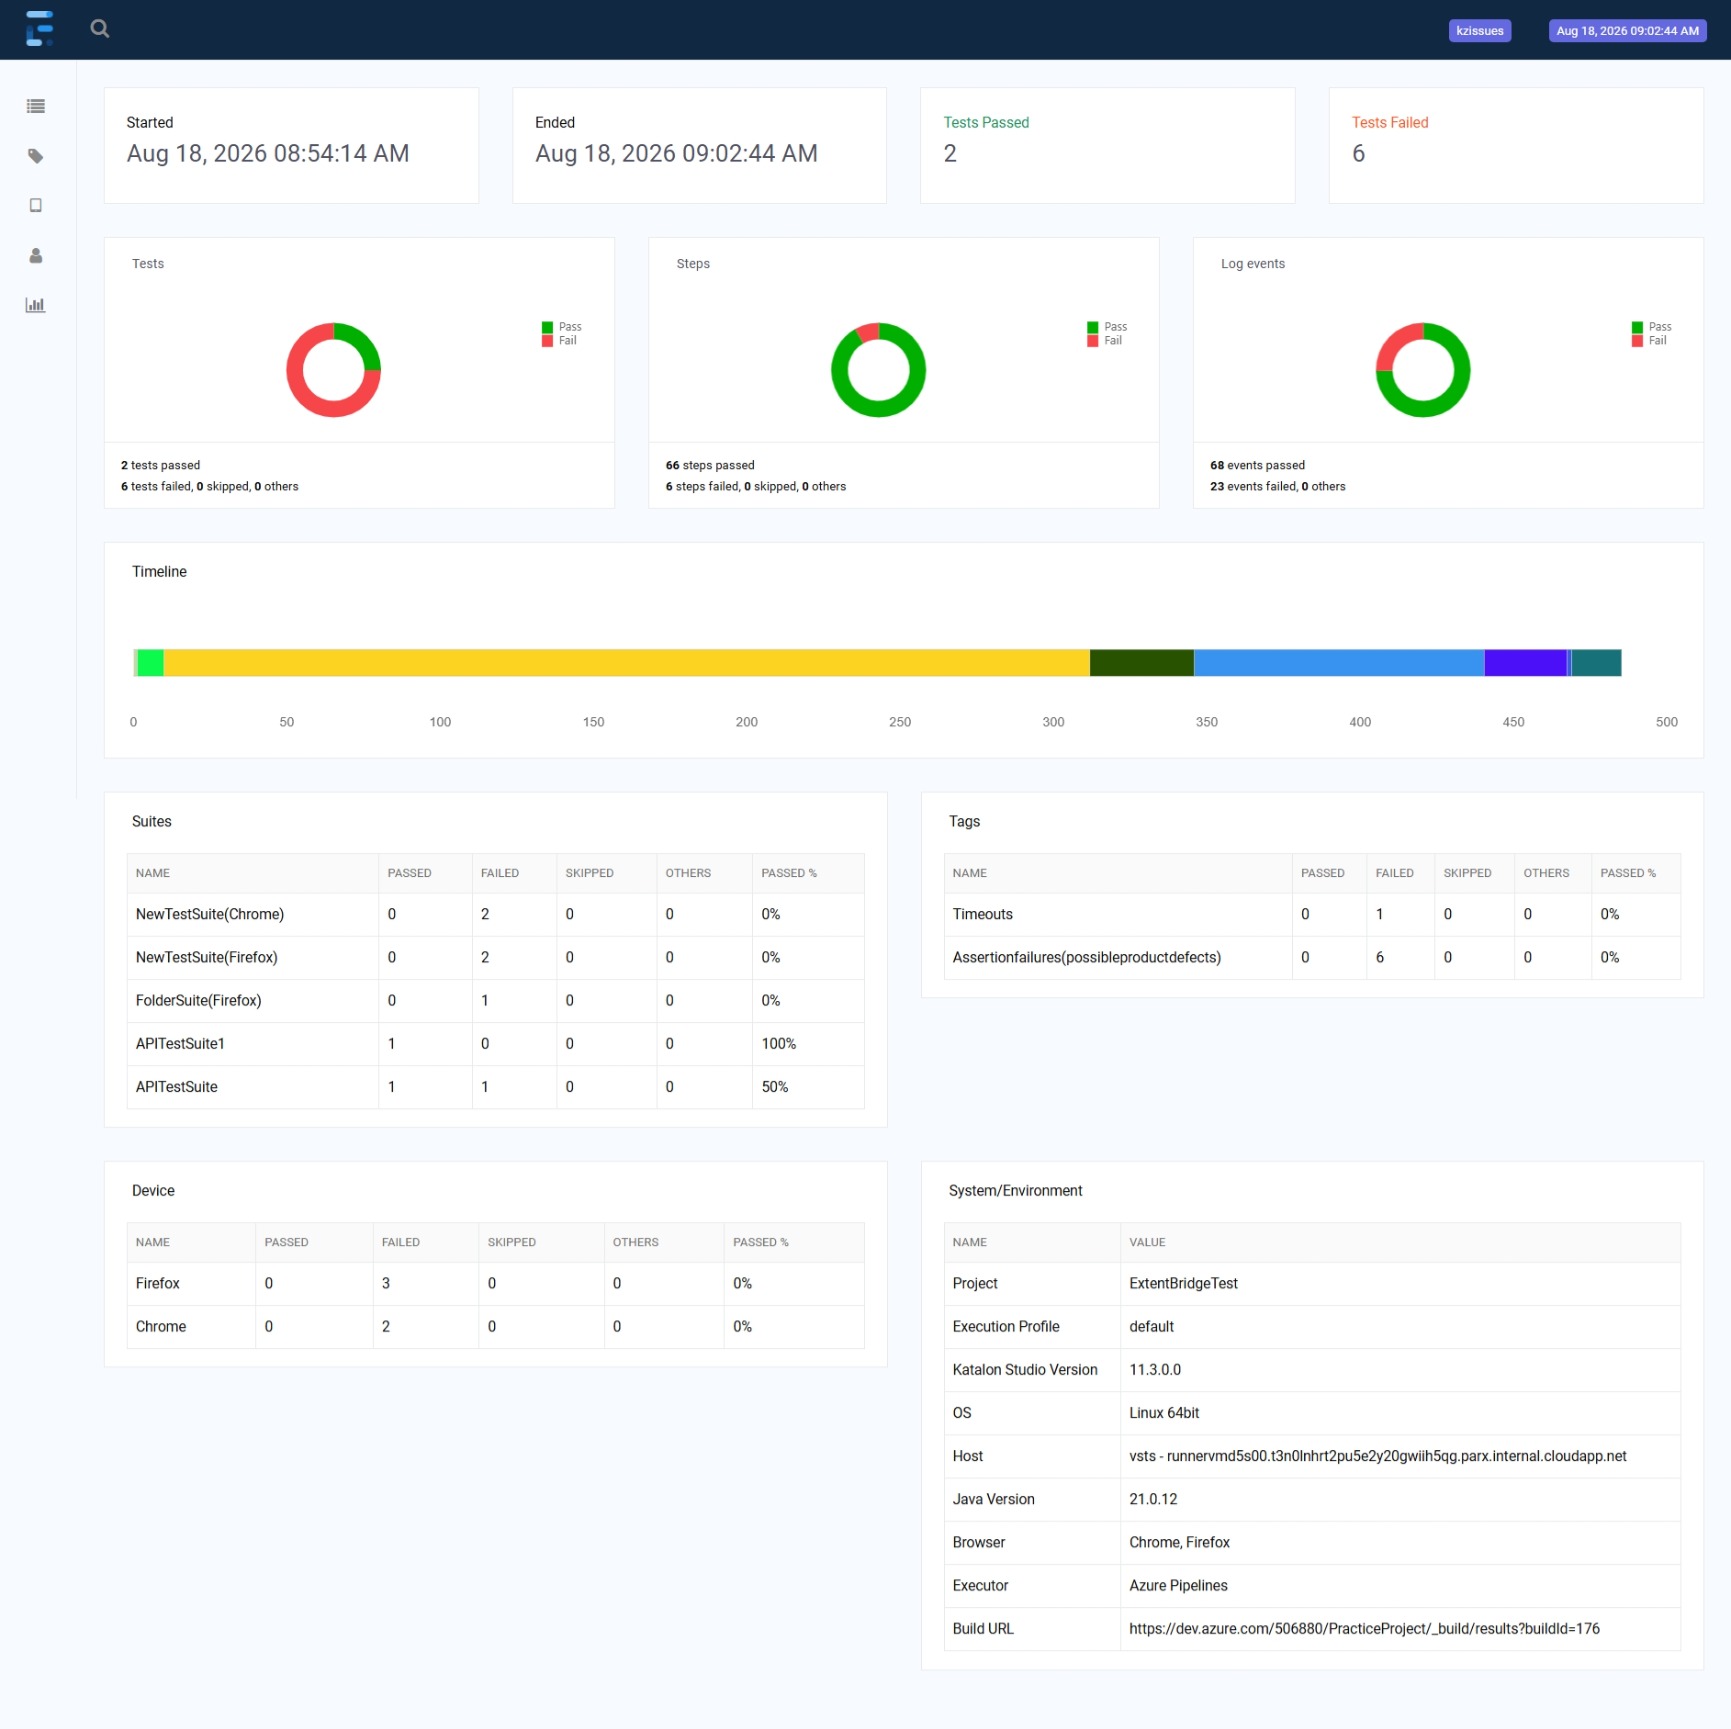 kzissues
Aug 18, 2026 09:02:44 AM
Started
Aug 18, 2026 08:54:14 AM
Ended
Aug 18, 2026 09:02:44 AM
Tests Passed
2
Tests Failed
6
Tests
Pass
Fail
2 tests passed
6 tests failed, 0 skipped, 0 others
Steps
Pass
Fail
66 steps passed
6 steps failed, 0 skipped, 0 others
Log events
Pass
Fail
68 events passed
23 events failed, 0 others
Timeline
0 50 100 150 200 250 300 350 400 450 500
Suites
NAME PASSED FAILED SKIPPED OTHERS PASSED %
NewTestSuite(Chrome) 0 2 0 0 0%
NewTestSuite(Firefox) 0 2 0 0 0%
FolderSuite(Firefox) 0 1 0 0 0%
APITestSuite1 1 0 0 0 100%
APITestSuite 1 1 0 0 50%
Tags
NAME PASSED FAILED SKIPPED OTHERS PASSED %
Timeouts 0 1 0 0 0%
Assertionfailures(possibleproductdefects) 0 6 0 0 0%
Device
NAME PASSED FAILED SKIPPED OTHERS PASSED %
Firefox 0 3 0 0 0%
Chrome 0 2 0 0 0%
System/Environment
NAME VALUE
Project ExtentBridgeTest
Execution Profile default
Katalon Studio Version 11.3.0.0
OS Linux 64bit
Host vsts - runnervmd5s00.t3n0lnhrt2pu5e2y20gwiih5qg.parx.internal.cloudapp.net
Java Version 21.0.12
Browser Chrome, Firefox
Executor Azure Pipelines
Build URL https://dev.azure.com/506880/PracticeProject/_build/results?buildId=176